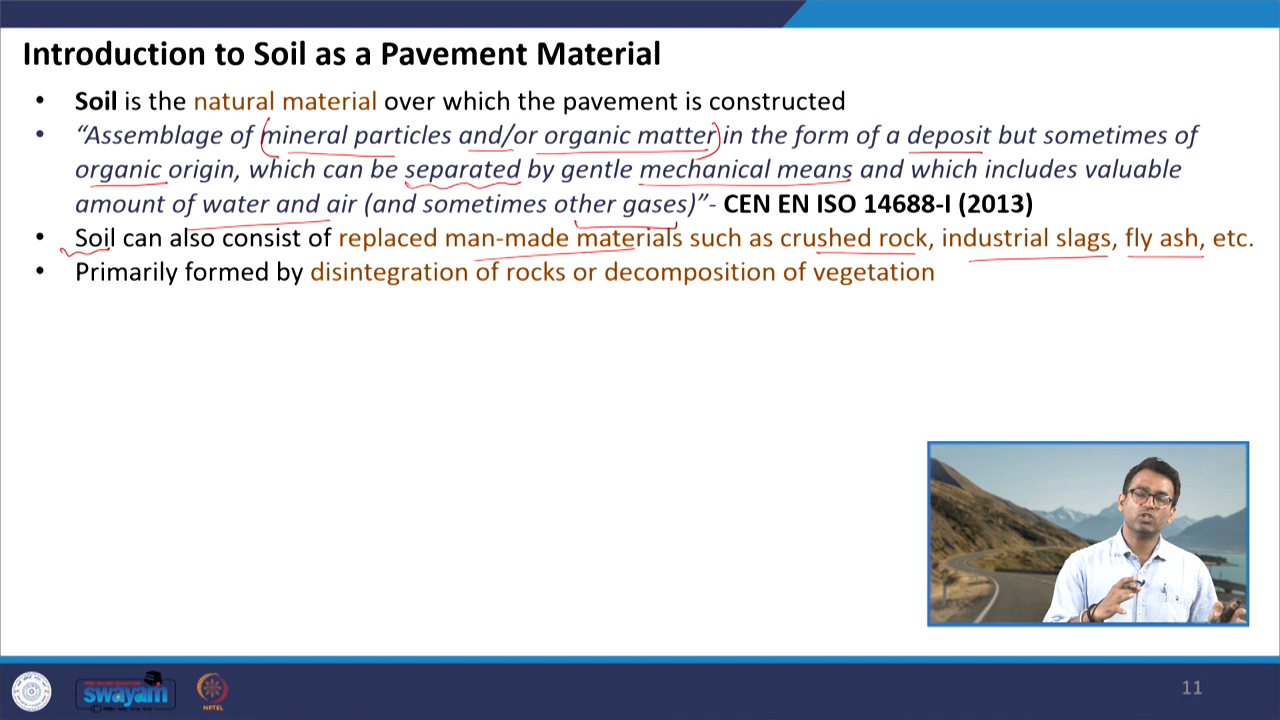 Introduction to Soil as a Pavement Material
• Soil is the natural material over which the pavement is constructed
• “Assemblage of mineral particles and/or organic matter in the form of a deposit but sometimes of
organic origin, which can be separated by gentle mechanical means and which includes valuable
amount of water and air (and sometimes other gases)”- CEN EN ISO 14688-I (2013)
• Soil can also consist of replaced man-made materials such as crushed rock, industrial slags, fly ash, etc.
• Primarily formed by disintegration of rocks or decomposition of vegetation
swayam
NPTEL
11